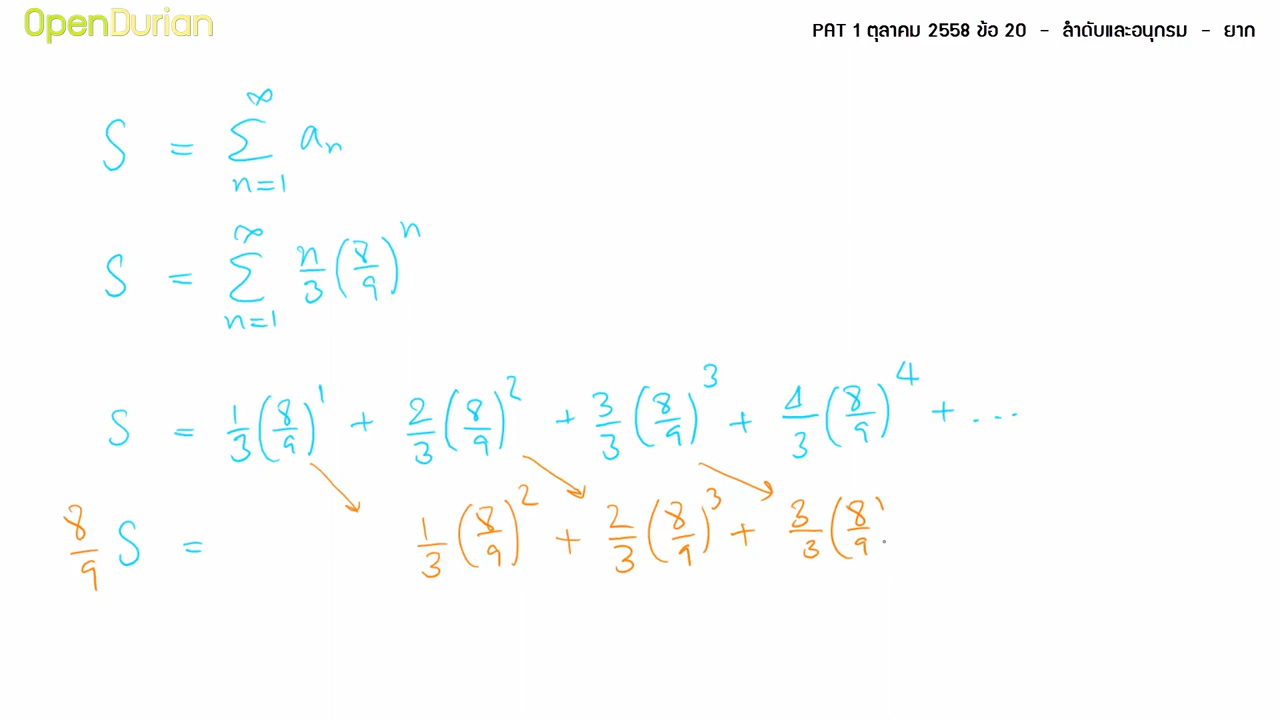 OpenDurian
PAT 1 ตุลาคม 2558 ข้อ 20 - ลำดับและอนุกรม - ยาก
S = ∑_{n=1}^{∞} a_n
S = ∑_{n=1}^{∞} n/3 (8/9)^n
S = 1/3 (8/9)^1 + 2/3 (8/9)^2 + 3/3 (8/9)^3 + 4/3 (8/9)^4 + ...
8/9 S = 1/3 (8/9)^2 + 2/3 (8/9)^3 + 3/3 (8/9